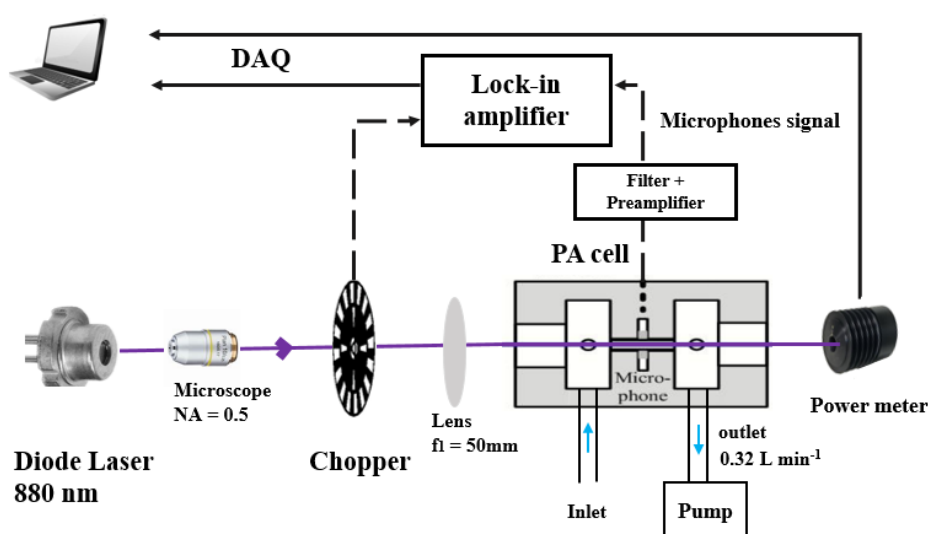 DAQ
Lock-in
amplifier
Microphones signal
Filter +
Preamplifier
PA cell
Micro-
phone
Microscope
NA = 0.5
Lens
f1 = 50mm
Power meter
Diode Laser
880 nm
Chopper
outlet
0.32 L min⁻¹
Inlet
Pump